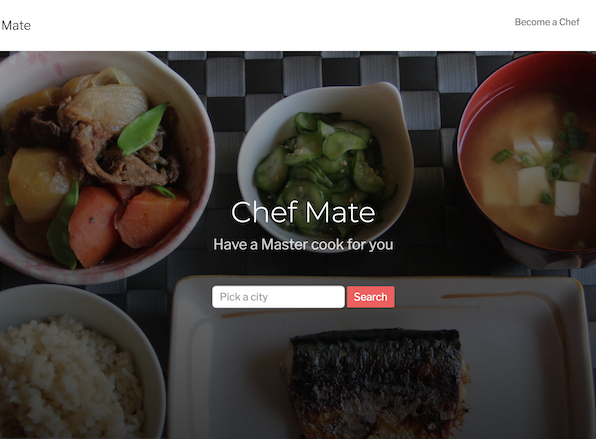 Mate
Become a Chef
Chef Mate
Have a Master cook for you
Pick a city
Search